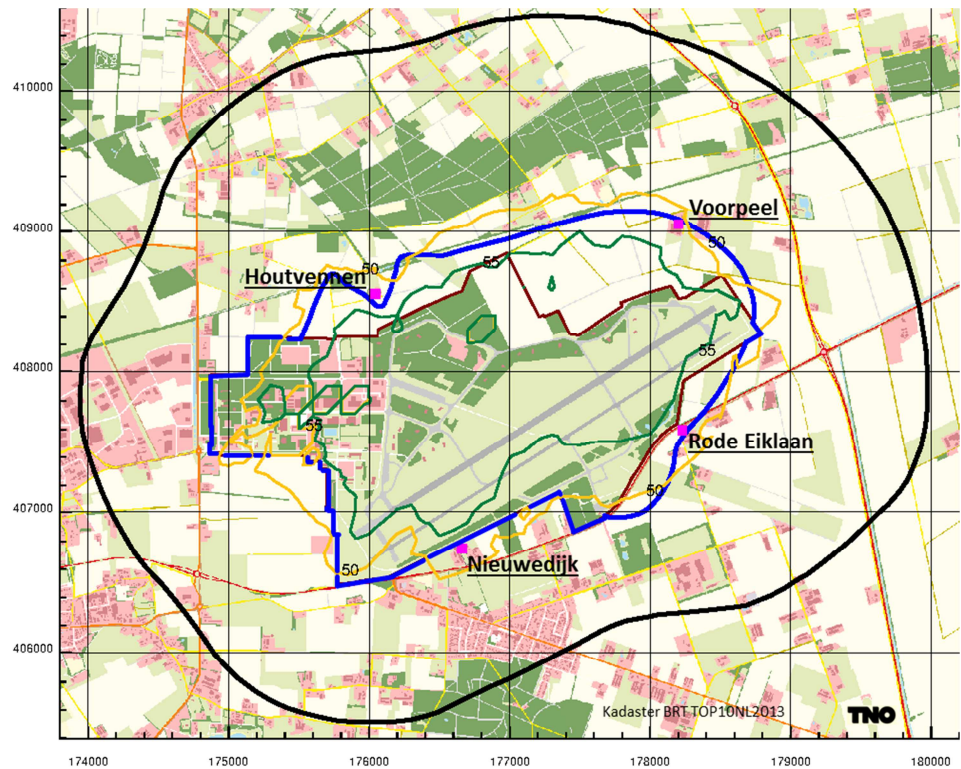 410000
409000
408000
407000
406000
Voorpeel
50
50
Houtvennen
55
55
55
Rode Eiklaan
50
Nieuwedijk
50
Kadaster BRT TOP10NL2013
TNO
174000 175000 176000 177000 178000 179000 180000